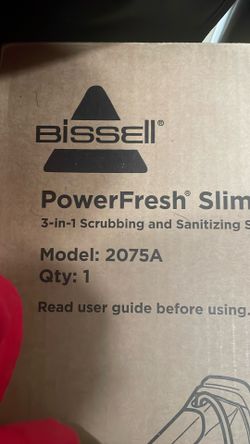 BISSELL®
PowerFresh® Slim
3-in-1 Scrubbing and Sanitizing S
Model: 2075A
Qty: 1
Read user guide before using.